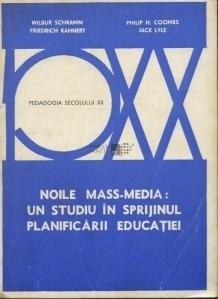 WILBUR SCHRAMM
FRIEDRICH KAHNERT
PHILIP H. COOMBS
JACK LYLE
PEDAGOGIA SECOLULUI XX
XX
NOILE MASS-MEDIA:
UN STUDIU ÎN SPRIJINUL
PLANIFICĂRII EDUCAȚIEI